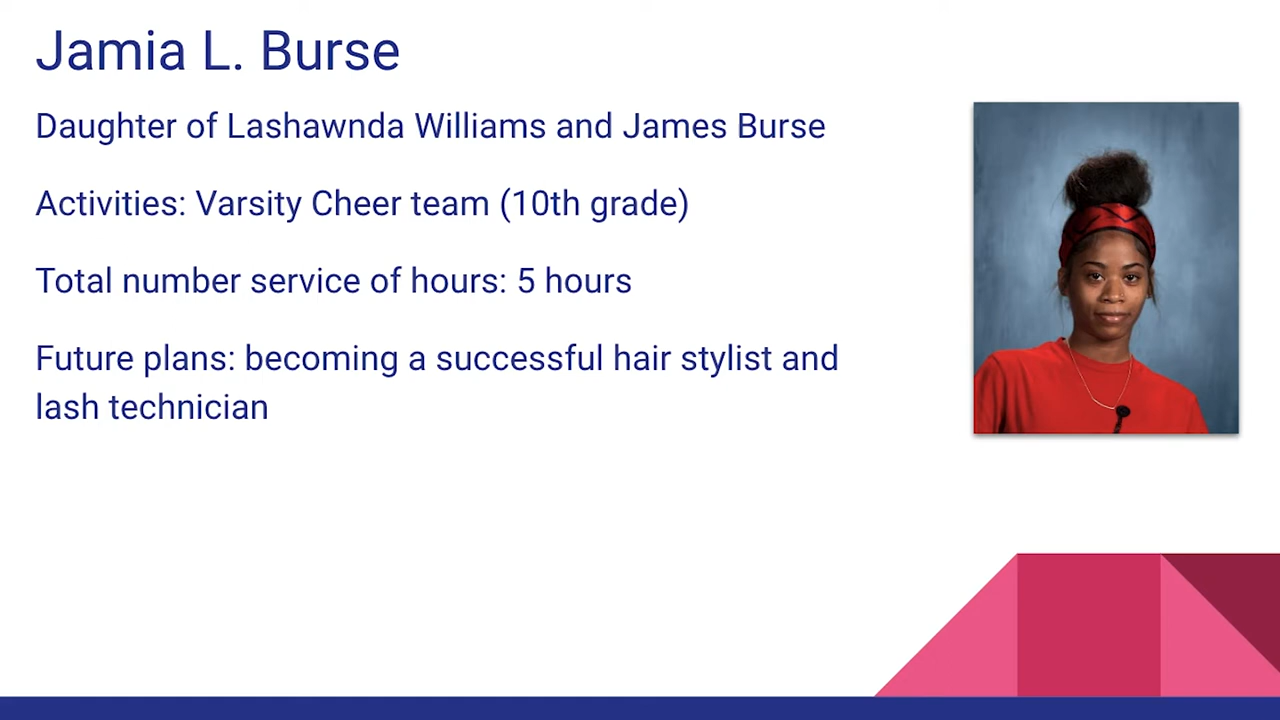 Jamia L. Burse
Daughter of Lashawnda Williams and James Burse
Activities: Varsity Cheer team (10th grade)
Total number service of hours: 5 hours
Future plans: becoming a successful hair stylist and
lash technician